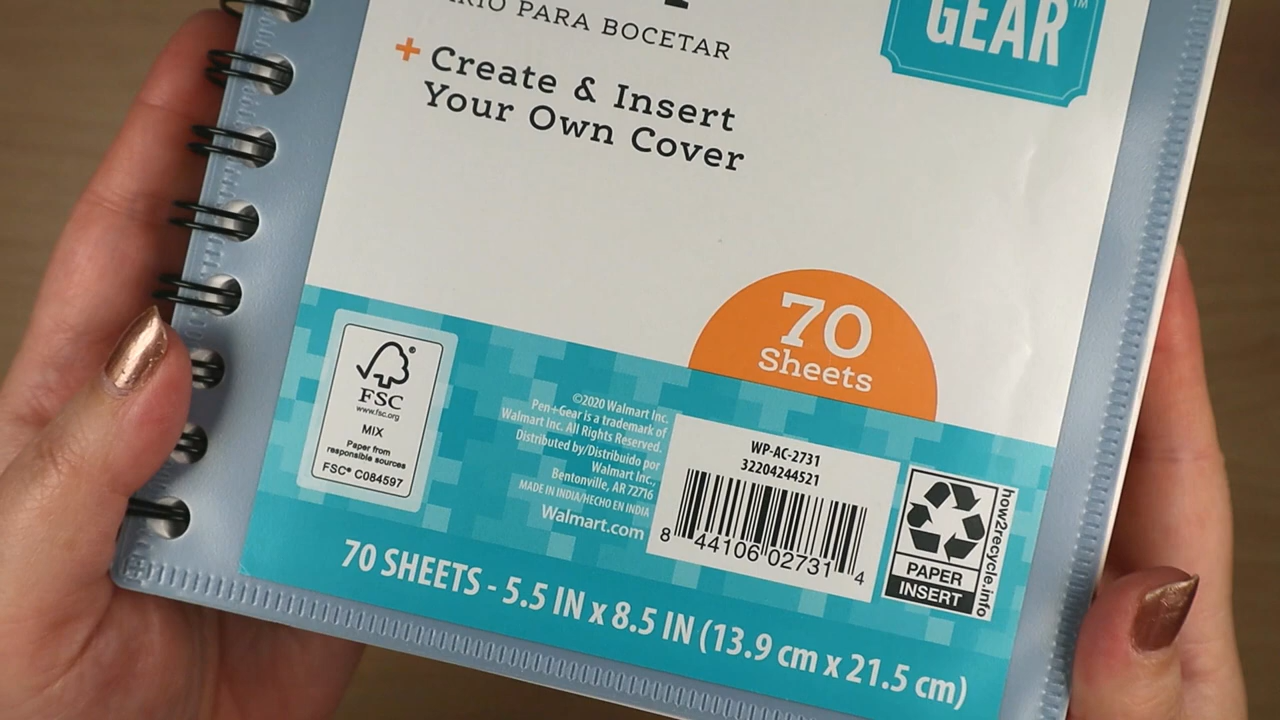 PARA BOCETAR
GEAR™
+ Create & Insert
Your Own Cover
70
Sheets
FSC®
www.fsc.org
MIX
Paper from
responsible sources
FSC® C084597
©2020 Walmart Inc.
Pen+Gear is a trademark of
Walmart Inc. All Rights Reserved.
Distributed by/Distribuido por
Walmart Inc.,
Bentonville, AR 72716
MADE IN INDIA/HECHO EN INDIA
Walmart.com
WP-AC-2731
32204244521
8 44106 02731 4
PAPER
INSERT
how2recycle.info
70 SHEETS - 5.5 IN x 8.5 IN (13.9 cm x 21.5 cm)